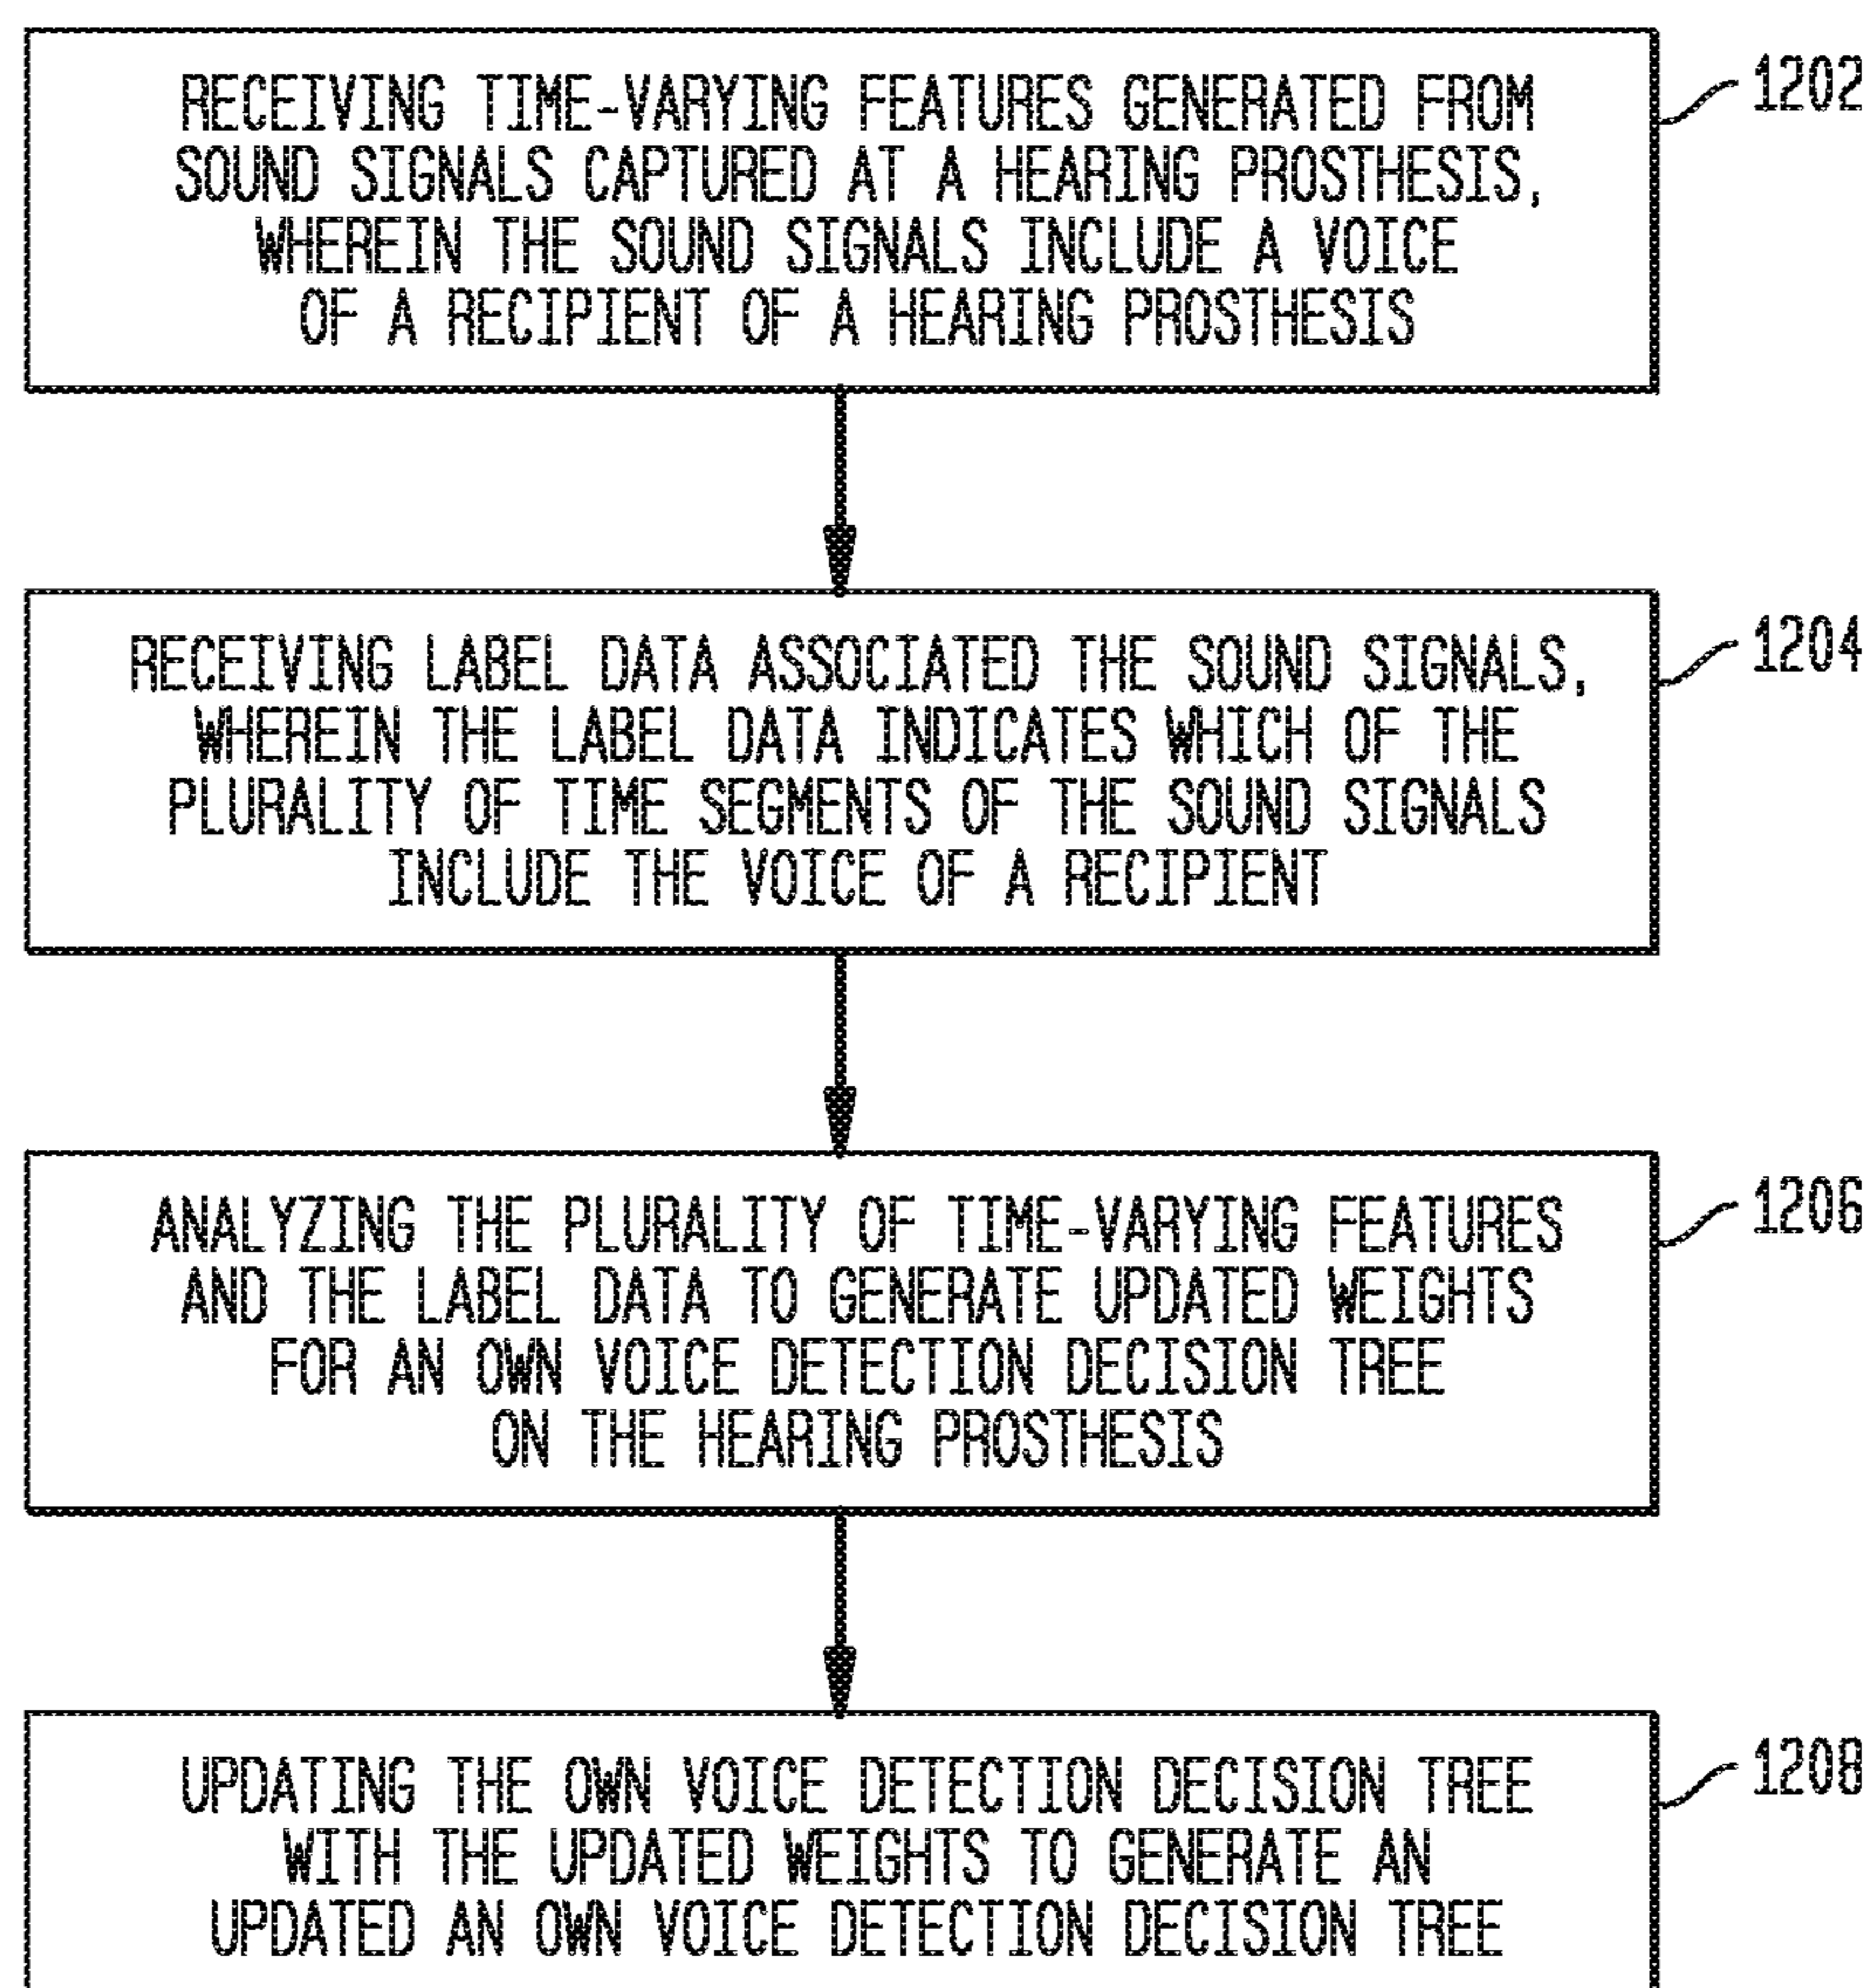 RECEIVING TIME-VARYING FEATURES GENERATED FROM
SOUND SIGNALS CAPTURED AT A HEARING PROSTHESIS,
WHEREIN THE SOUND SIGNALS INCLUDE A VOICE
OF A RECIPIENT OF A HEARING PROSTHESIS
1202
RECEIVING LABEL DATA ASSOCIATED THE SOUND SIGNALS,
WHEREIN THE LABEL DATA INDICATES WHICH OF THE
PLURALITY OF TIME SEGMENTS OF THE SOUND SIGNALS
INCLUDE THE VOICE OF A RECIPIENT
1204
ANALYZING THE PLURALITY OF TIME-VARYING FEATURES
AND THE LABEL DATA TO GENERATE UPDATED WEIGHTS
FOR AN OWN VOICE DETECTION DECISION TREE
ON THE HEARING PROSTHESIS
1206
UPDATING THE OWN VOICE DETECTION DECISION TREE
WITH THE UPDATED WEIGHTS TO GENERATE AN
UPDATED AN OWN VOICE DETECTION DECISION TREE
1208